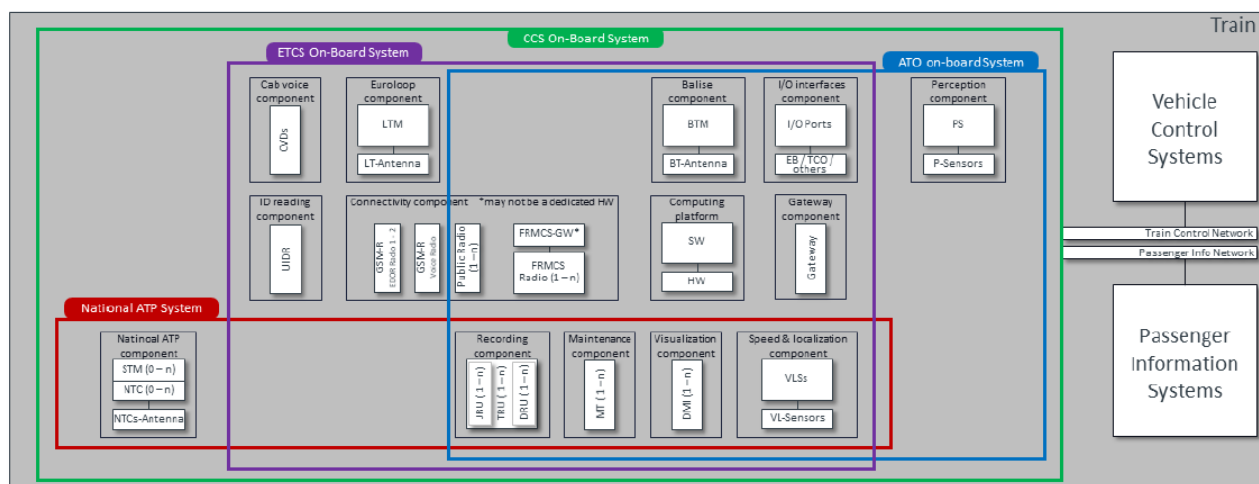 Train
CCS On-Board System
ETCS On-Board System
ATO on-board System
Cab voice
component
CVDs
Euroloop
component
LTM
LT-Antenna
Balise
component
BTM
BT-Antenna
I/O interfaces
component
I/O Ports
EB / TCO /
others
Perception
component
PS
P-Sensors
Vehicle
Control
Systems
ID reading
component
UIDR
Connectivity component *may not be a dedicated HW
GSM-R
EDOR Radio 1 - 2
GSM-R
Voice Radio
Public Radio
(1 – n)
FRMCS-GW*
FRMCS
Radio (1 – n)
Computing
platform
SW
HW
Gateway
component
Gateway
Train Control Network
Passenger Info Network
National ATP System
Natinoal ATP
component
STM (0 – n)
NTC (0 – n)
NTCs-Antenna
Recording
component
JRU (1 – n)
TRU (1 – n)
DRU (1 – n)
Maintenance
component
MT (1 – n)
Visualization
component
DMI (1 – n)
Speed & localization
component
VLSs
VL-Sensors
Passenger
Information
Systems